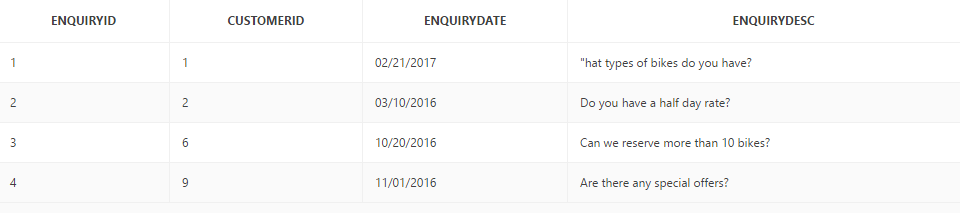 ENQUIRYID CUSTOMERID ENQUIRYDATE ENQUIRYDESC
1 1 02/21/2017 "hat types of bikes do you have?
2 2 03/10/2016 Do you have a half day rate?
3 6 10/20/2016 Can we reserve more than 10 bikes?
4 9 11/01/2016 Are there any special offers?